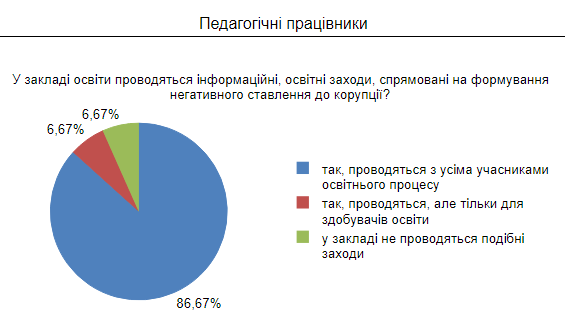 Педагогічні працівники
У закладі освіти проводяться інформаційні, освітні заходи, спрямовані на формування
негативного ставлення до корупції?
6,67%
6,67%
86,67%
так, проводяться з усіма учасниками
освітнього процесу
так, проводяться, але тільки для
здобувачів освіти
у закладі не проводяться подібні
заходи